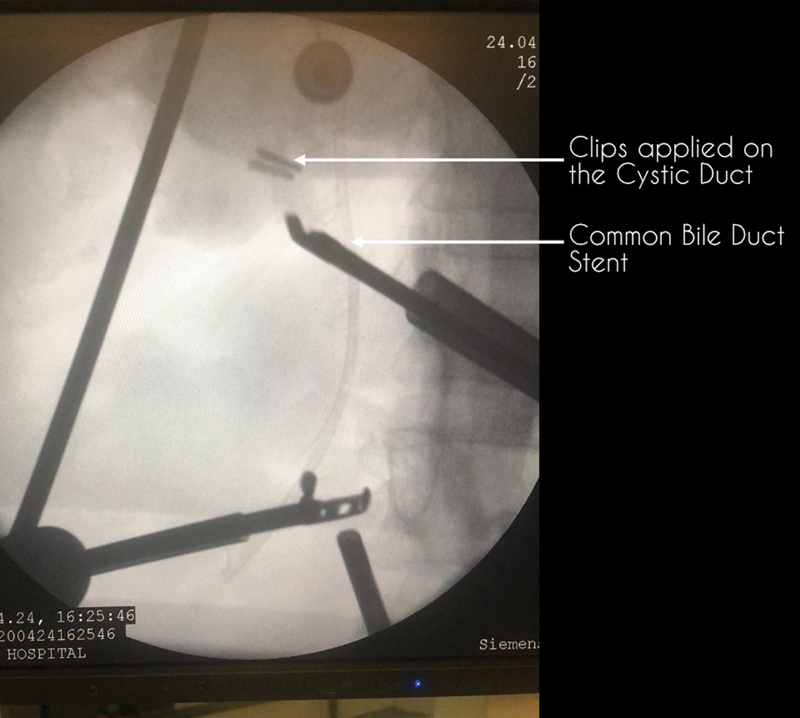 24.04
16
/2
Clips applied on
the Cystic Duct
Common Bile Duct
Stent
4.24, 16:25:46
200424162546
HOSPITAL
Siemens